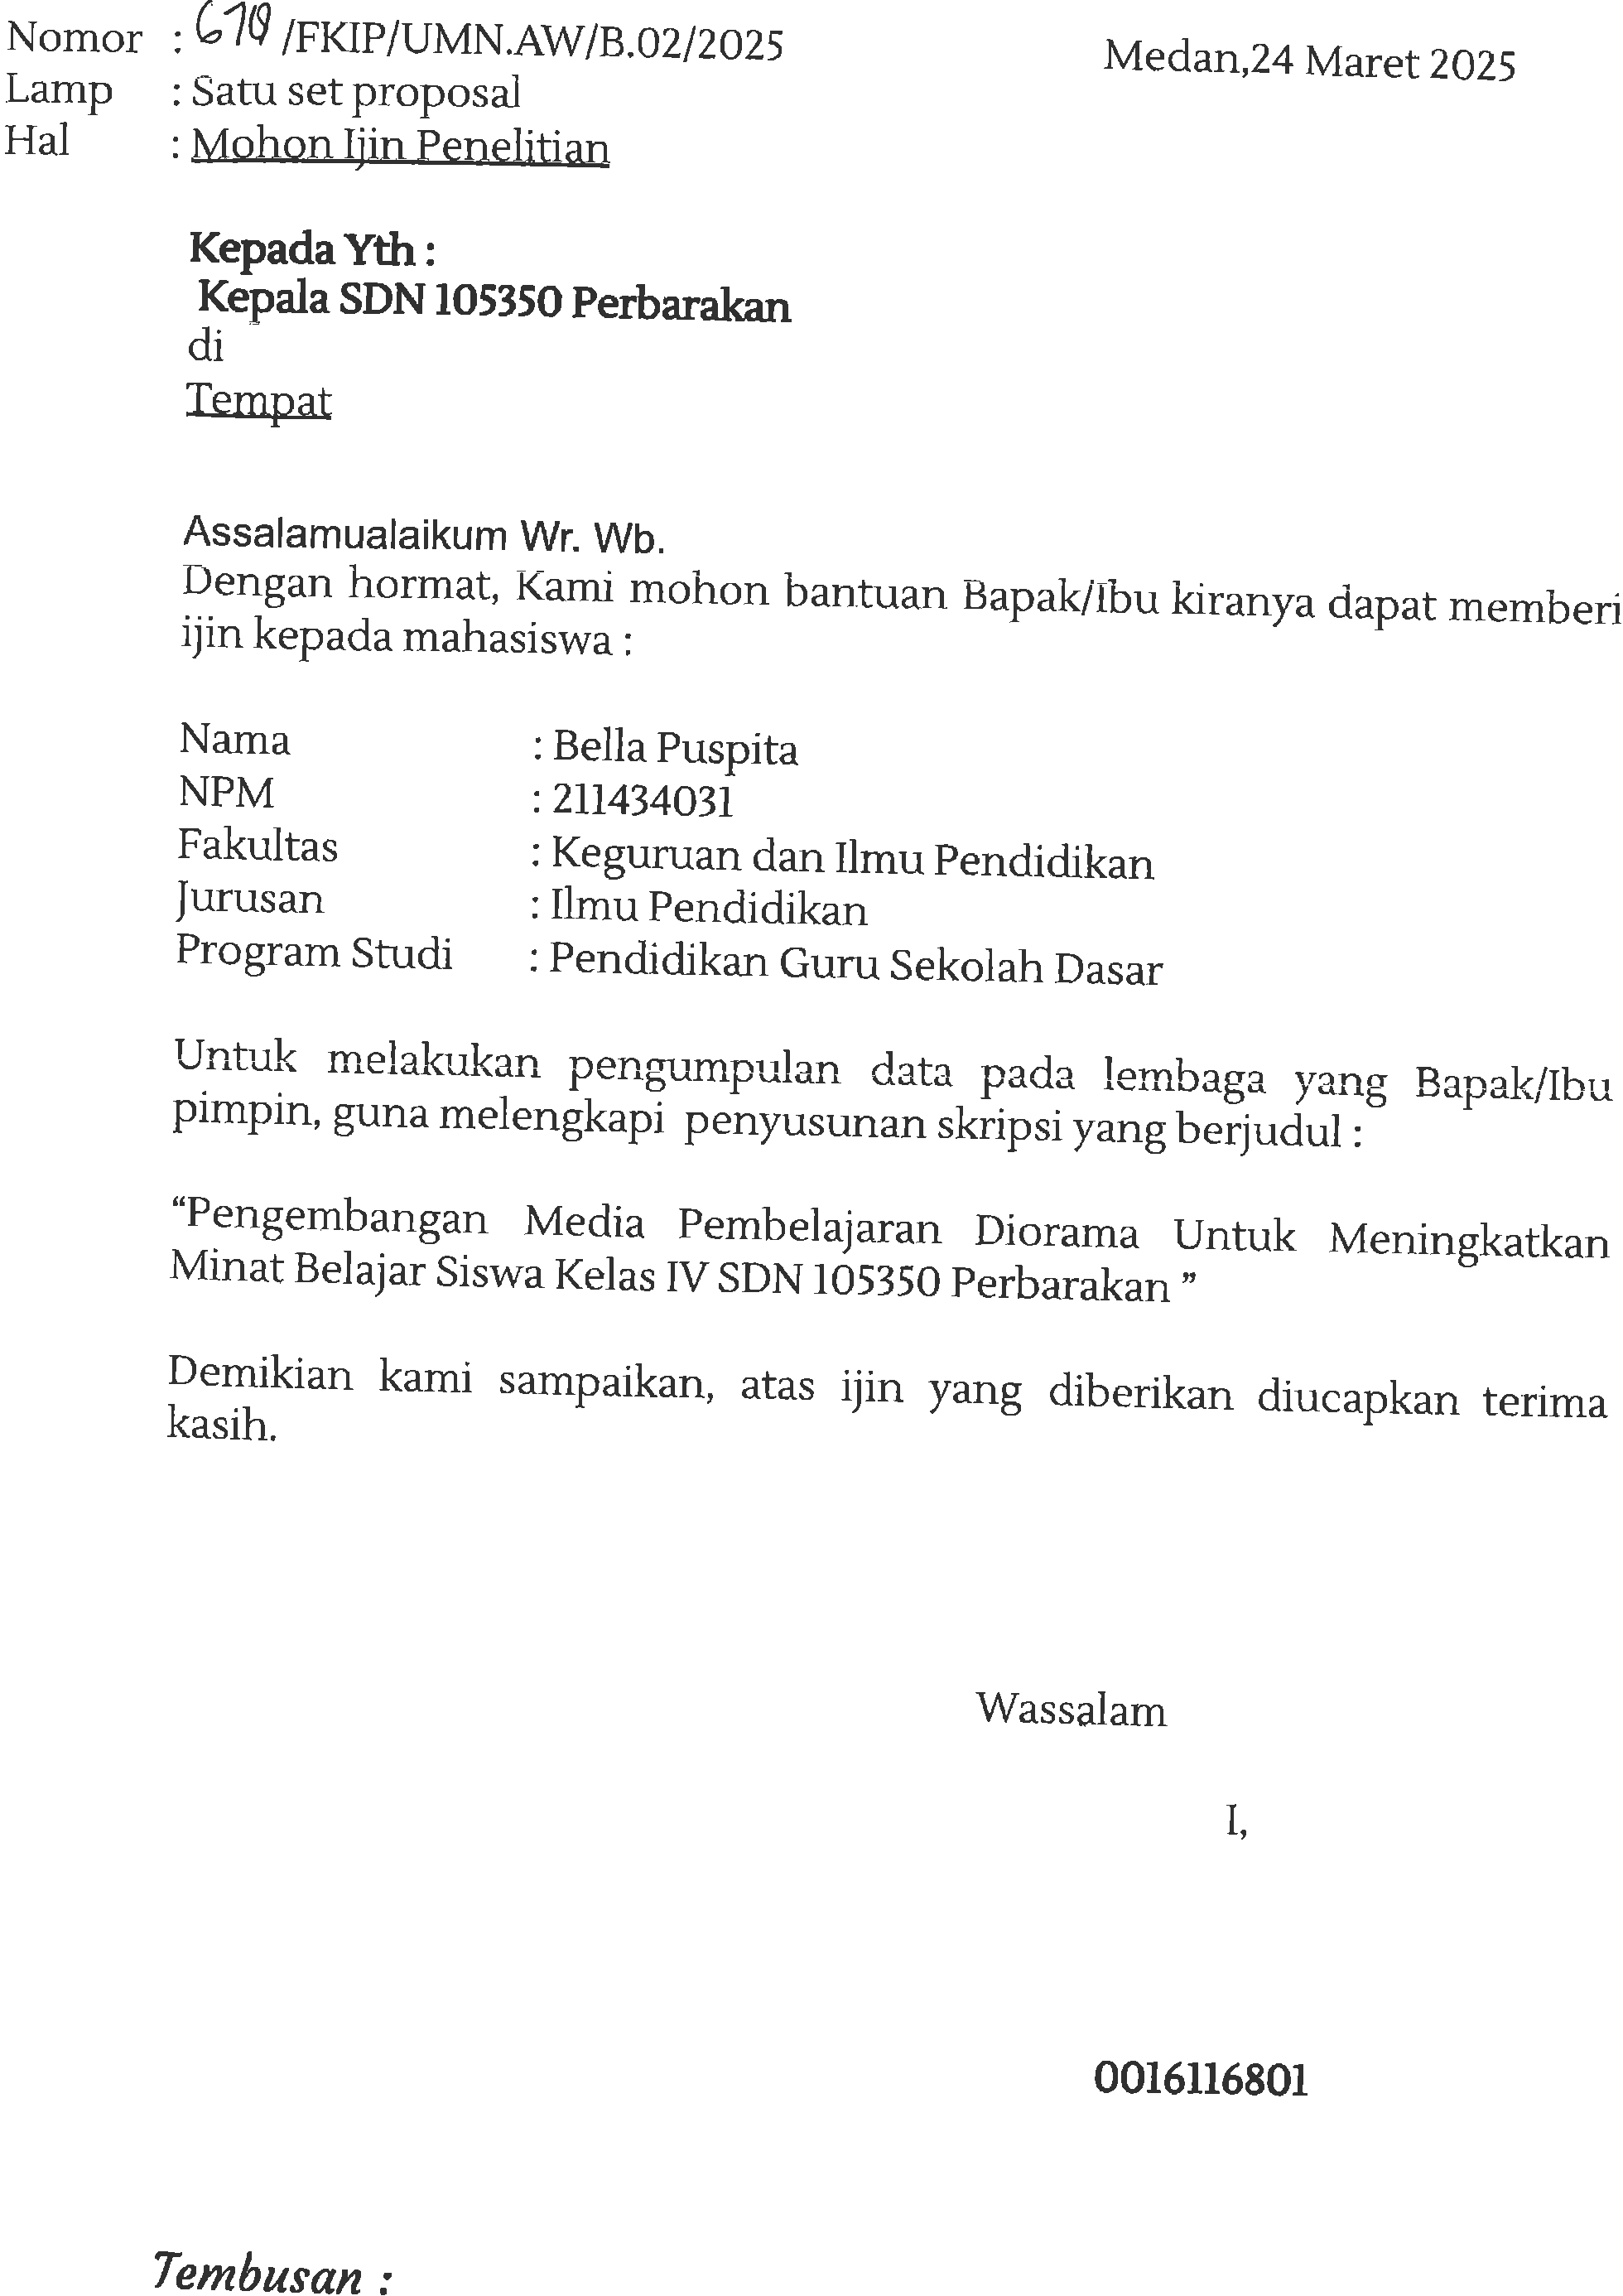 Nomor : 670 /FKIP/UMN.AW/B.02/2025 Medan,24 Maret 2025
Lamp : Satu set proposal
Hal : Mohon Ijin Penelitian
Kepada Yth :
Kepala SDN 105350 Perbarakan
di
Tempat
Assalamualaikum Wr. Wb.
Dengan hormat, Kami mohon bantuan Bapak/Ibu kiranya dapat memberi
ijin kepada mahasiswa :
Nama : Bella Puspita
NPM : 211434031
Fakultas : Keguruan dan Ilmu Pendidikan
Jurusan : Ilmu Pendidikan
Program Studi : Pendidikan Guru Sekolah Dasar
Untuk melakukan pengumpulan data pada lembaga yang Bapak/Ibu
pimpin, guna melengkapi penyusunan skripsi yang berjudul :
“Pengembangan Media Pembelajaran Diorama Untuk Meningkatkan
Minat Belajar Siswa Kelas IV SDN 105350 Perbarakan ”
Demikian kami sampaikan, atas ijin yang diberikan diucapkan terima
kasih.
Wassalam
I,
0016116801
Tembusan :